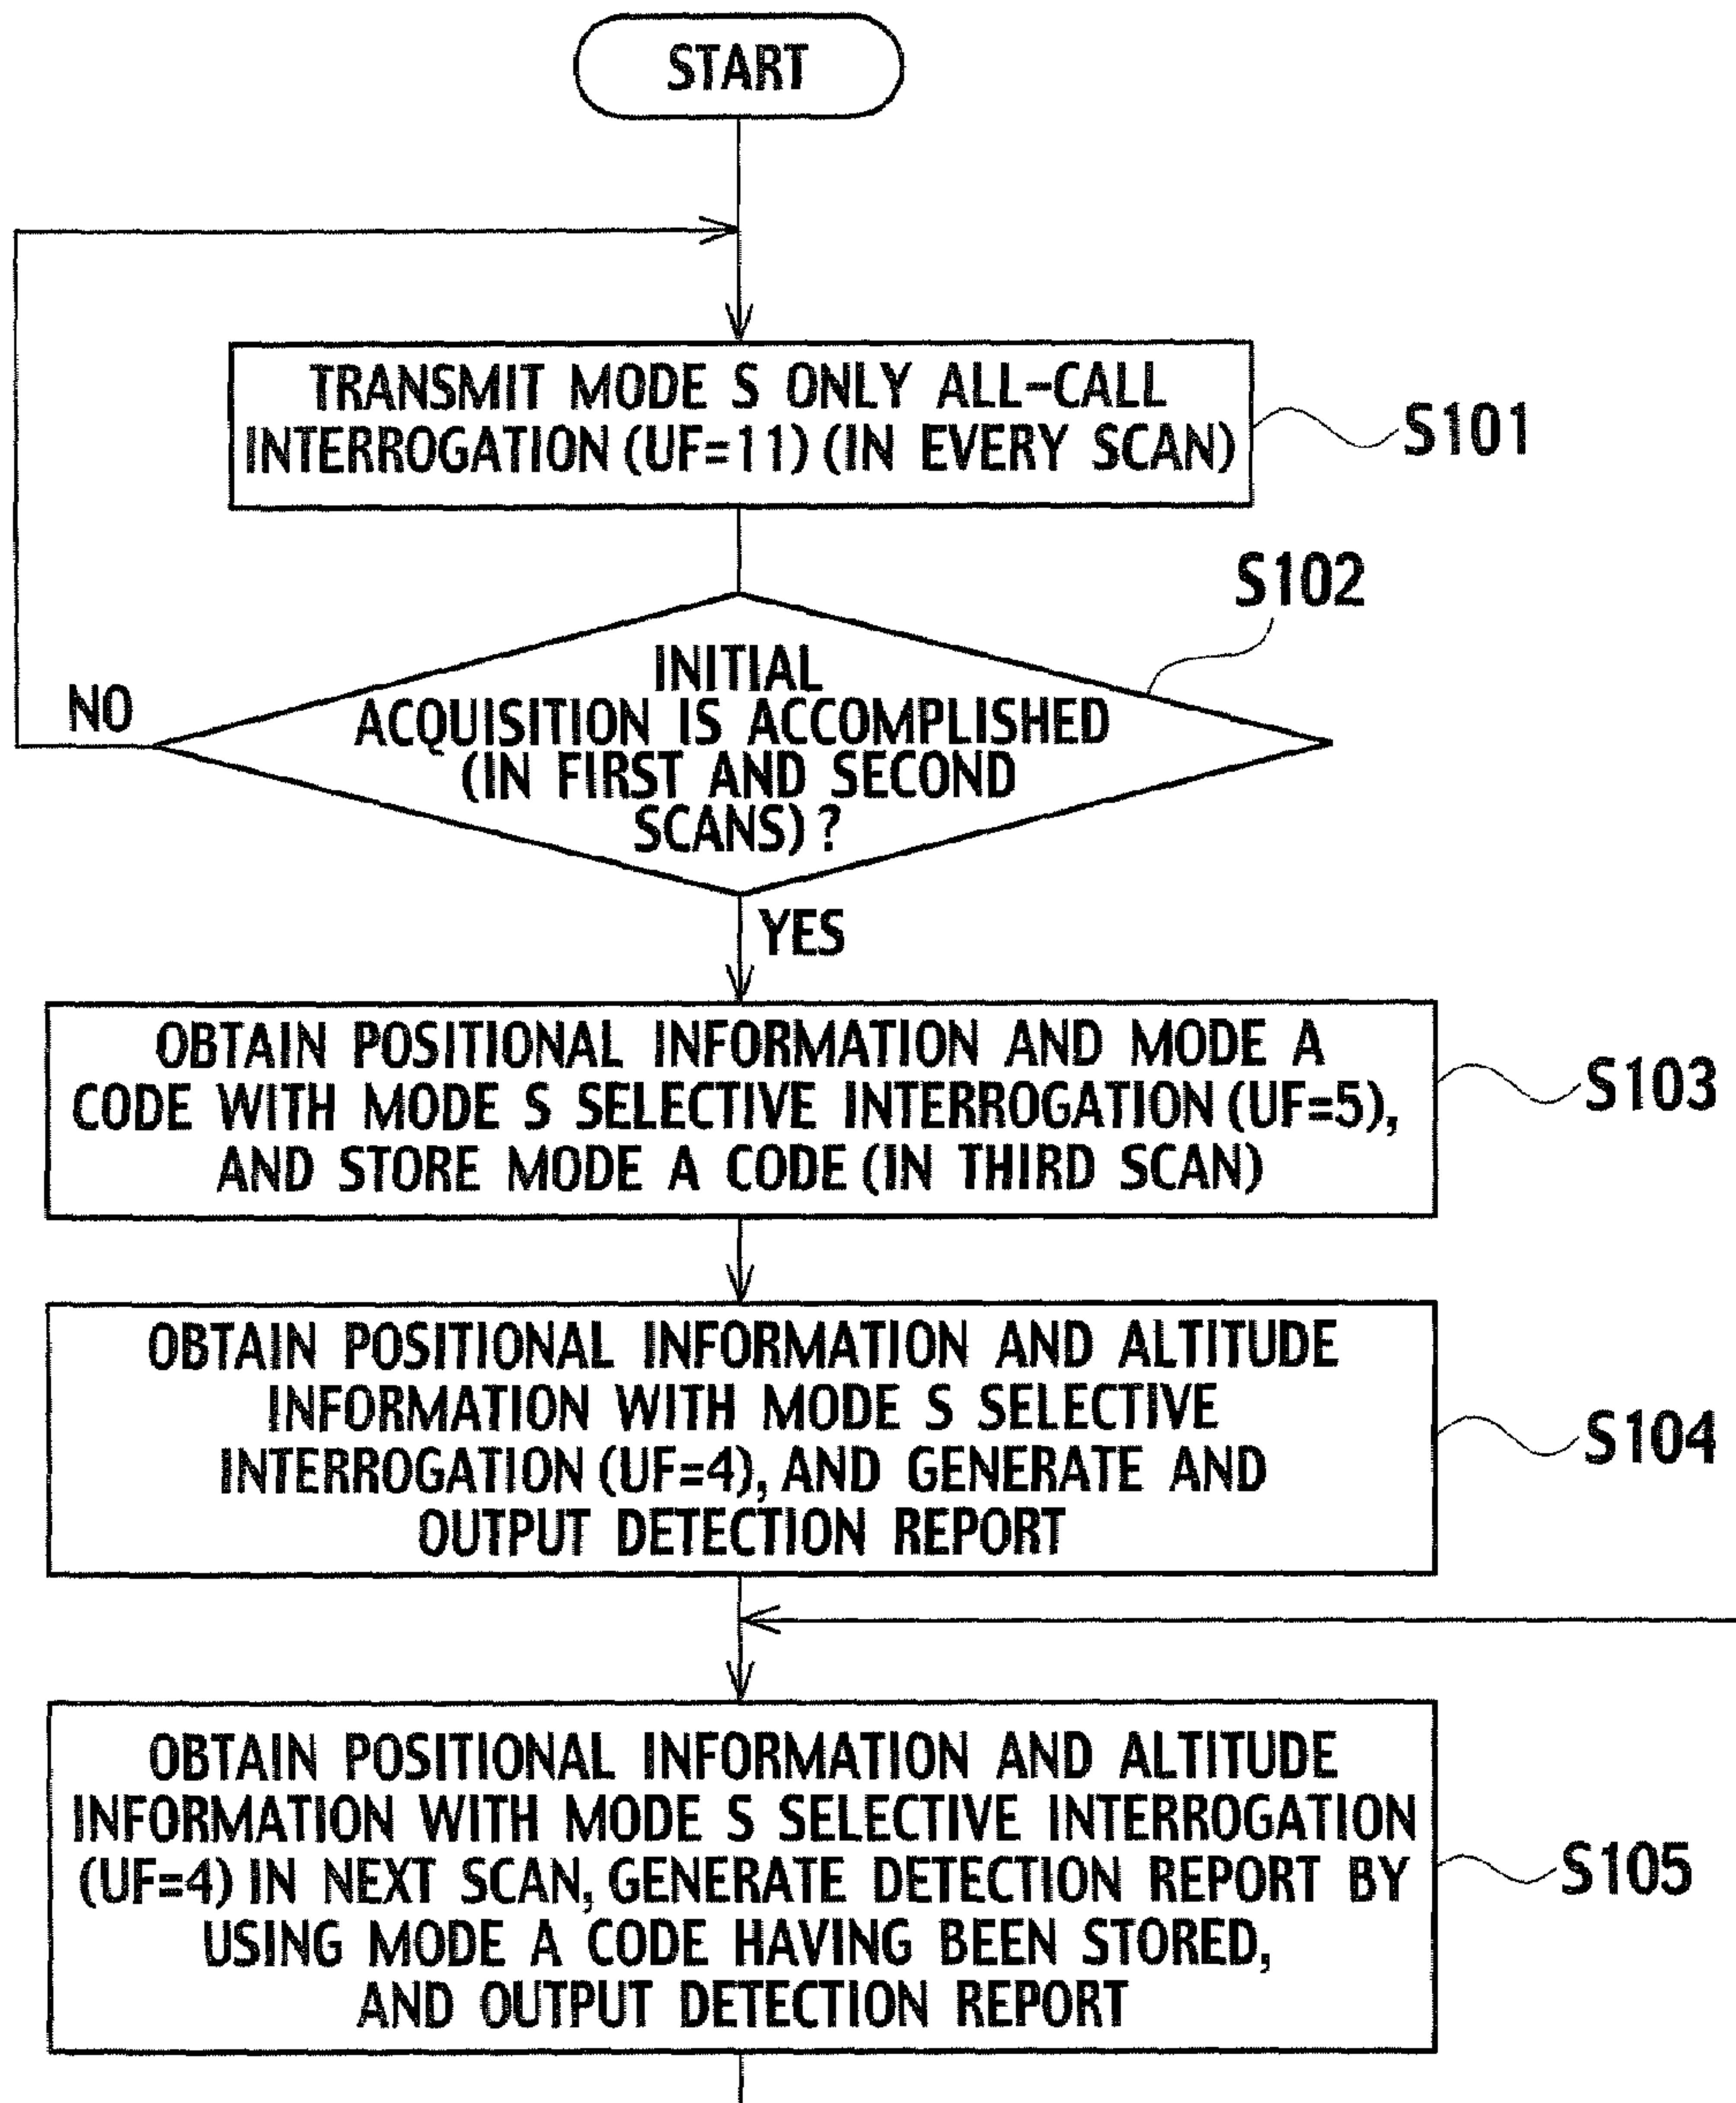 START
TRANSMIT MODE S ONLY ALL-CALL
INTERROGATION (UF=11) (IN EVERY SCAN)
S101
S102
INITIAL
ACQUISITION IS ACCOMPLISHED
(IN FIRST AND SECOND
SCANS) ?
NO
YES
OBTAIN POSITIONAL INFORMATION AND MODE A
CODE WITH MODE S SELECTIVE INTERROGATION (UF=5),
AND STORE MODE A CODE (IN THIRD SCAN)
S103
OBTAIN POSITIONAL INFORMATION AND ALTITUDE
INFORMATION WITH MODE S SELECTIVE
INTERROGATION (UF=4), AND GENERATE AND
OUTPUT DETECTION REPORT
S104
OBTAIN POSITIONAL INFORMATION AND ALTITUDE
INFORMATION WITH MODE S SELECTIVE INTERROGATION
(UF=4) IN NEXT SCAN, GENERATE DETECTION REPORT BY
USING MODE A CODE HAVING BEEN STORED,
AND OUTPUT DETECTION REPORT
S105